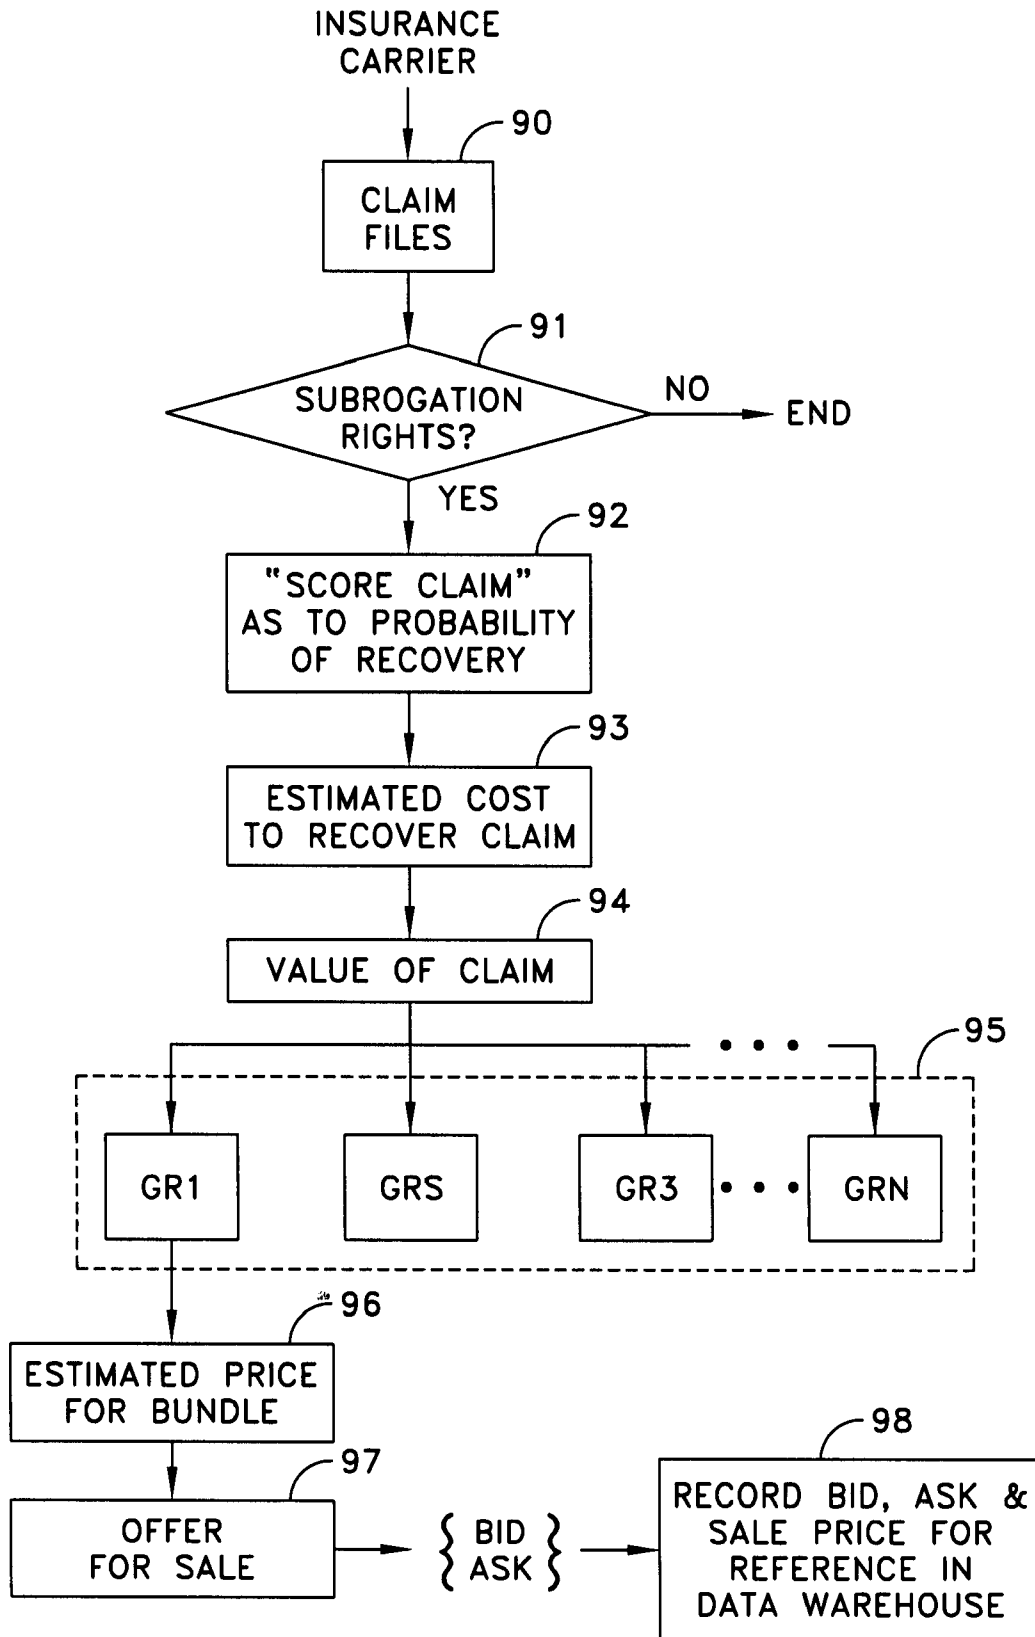 INSURANCE
CARRIER
90
CLAIM
FILES
91
SUBROGATION
RIGHTS?
NO
END
YES
92
"SCORE CLAIM"
AS TO PROBABILITY
OF RECOVERY
93
ESTIMATED COST
TO RECOVER CLAIM
94
VALUE OF CLAIM
95
GR1
GRS
GR3
GRN
96
ESTIMATED PRICE
FOR BUNDLE
97
OFFER
FOR SALE
BID
ASK
98
RECORD BID, ASK &
SALE PRICE FOR
REFERENCE IN
DATA WAREHOUSE